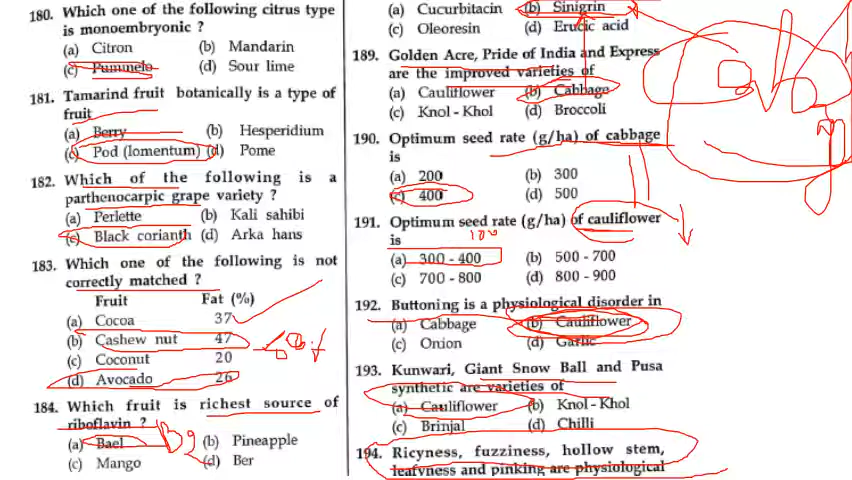 180. Which one of the following citrus type
is monoembryonic ?
(a) Citron (b) Mandarin
(c) Pummelo (d) Sour lime
181. Tamarind fruit botanically is a type of
fruit
(a) Berry (b) Hesperidium
(c) Pod (lomentum) (d) Pome
182. Which of the following is a
parthenocarpic grape variety ?
(a) Perlette (b) Kali sahibi
(c) Black corianth (d) Arka hans
183. Which one of the following is not
correctly matched ?
Fruit Fat (%)
(a) Cocoa 37
(b) Cashew nut 47
(c) Coconut 20
(d) Avocado 26
184. Which fruit is richest source of
riboflavin ?
(a) Bael (b) Pineapple
(c) Mango (d) Ber
(a) Cucurbitacin (b) Sinigrin
(c) Oleoresin (d) Erucic acid
189. Golden Acre, Pride of India and Express
are the improved varieties of
(a) Cauliflower (b) Cabbage
(c) Knol - Khol (d) Broccoli
190. Optimum seed rate (g/ha) of cabbage
is
(a) 200 (b) 300
(c) 400 (d) 500
191. Optimum seed rate (g/ha) of cauliflower
is
(a) 300 - 400 (b) 500 - 700
(c) 700 - 800 (d) 800 - 900
192. Buttoning is a physiological disorder in
(a) Cabbage (b) Cauliflower
(c) Onion (d) Garlic
193. Kunwari, Giant Snow Ball and Pusa
synthetic are varieties of
(a) Cauliflower (b) Knol - Khol
(c) Brinjal (d) Chilli
194. Ricyness, fuzziness, hollow stem,
leafyness and pinking are physiological